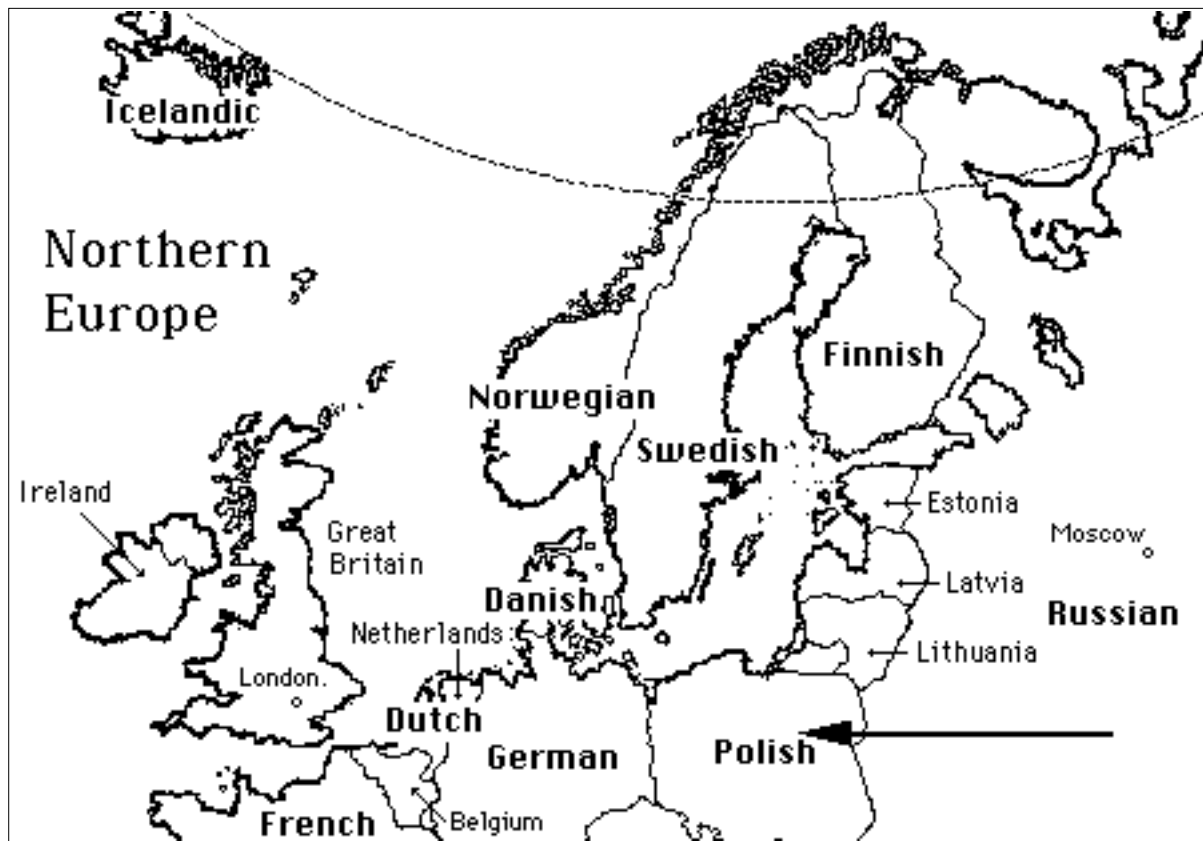 Icelandic
Northern
Europe
Finnish
Norwegian
Swedish
Ireland
Estonia
Great
Britain
Moscow
Latvia
Danish
Russian
Netherlands
Lithuania
London.
Dutch
German
Polish
French
Belgium